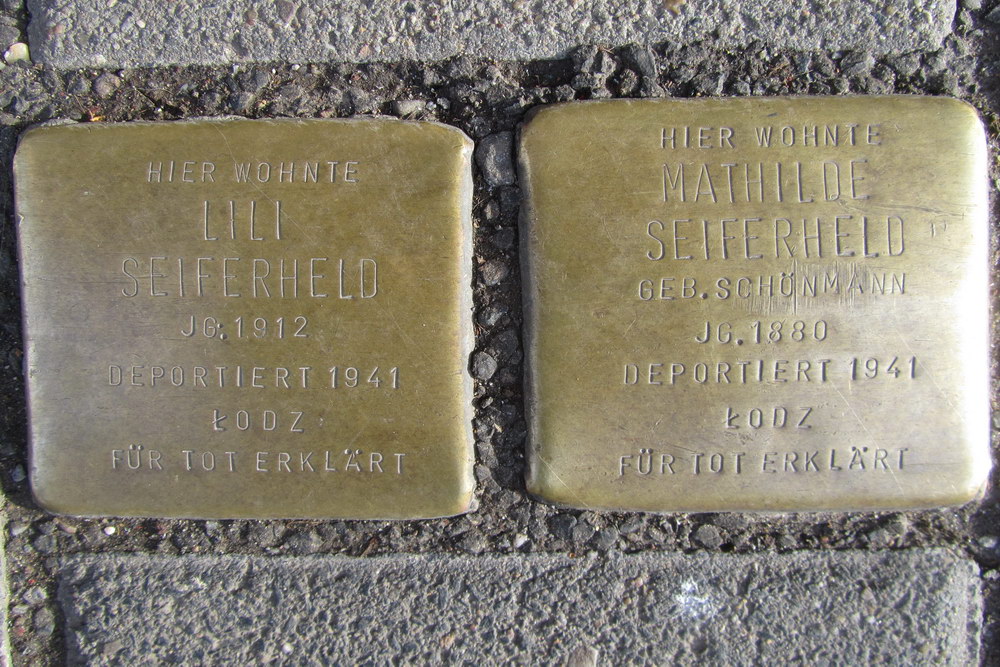 HIER WOHNTE
LILI
SEIFERHELD
JG. 1912
DEPORTIERT 1941
ŁODZ
FÜR TOT ERKLÄRT
HIER WOHNTE
MATHILDE
SEIFERHELD
GEB. SCHÖNMANN
JG. 1880
DEPORTIERT 1941
ŁODZ
FÜR TOT ERKLÄRT